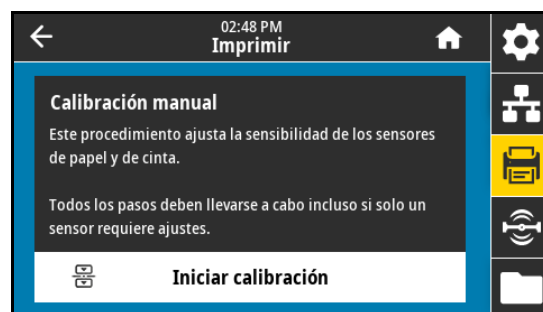 02:48 PM
Imprimir
Calibración manual
Este procedimiento ajusta la sensibilidad de los sensores
de papel y de cinta.
Todos los pasos deben llevarse a cabo incluso si solo un
sensor requiere ajustes.
Iniciar calibración